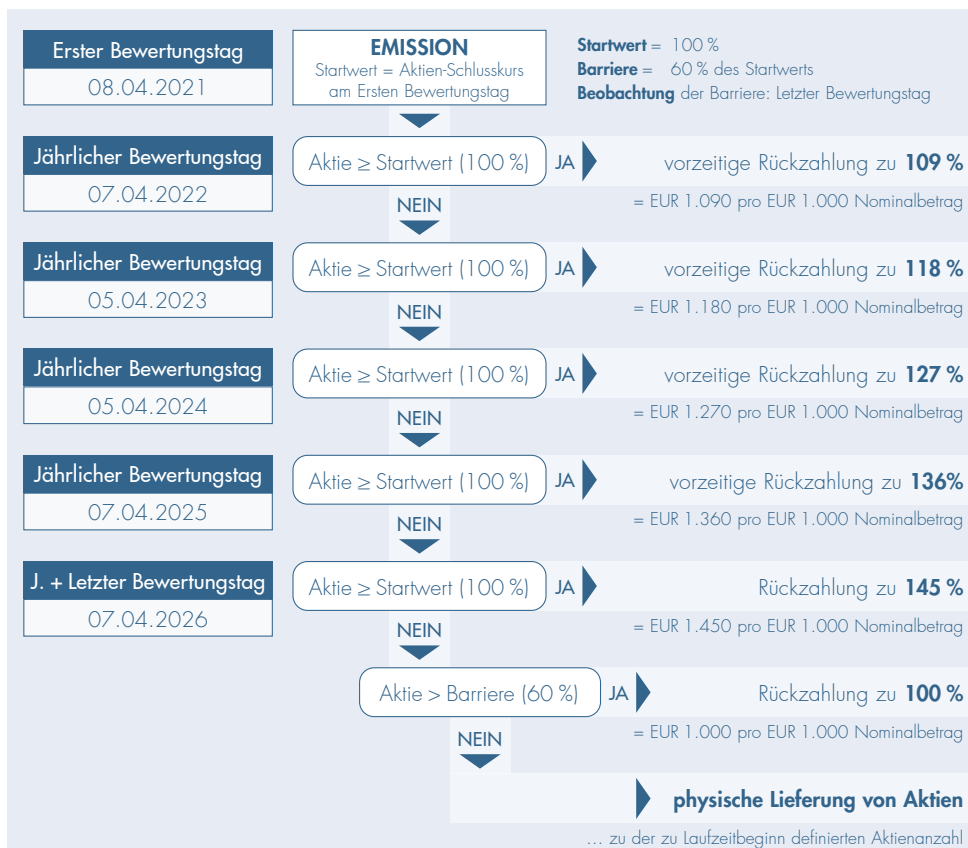 Erster Bewertungstag
08.04.2021
EMISSION
Startwert = Aktien-Schlusskurs
am Ersten Bewertungstag
Startwert = 100 %
Barriere = 60 % des Startwerts
Beobachtung der Barriere: Letzter Bewertungstag
Jährlicher Bewertungstag
07.04.2022
Aktie ≥ Startwert (100 %)
JA
vorzeitige Rückzahlung zu 109 %
= EUR 1.090 pro EUR 1.000 Nominalbetrag
NEIN
Jährlicher Bewertungstag
05.04.2023
Aktie ≥ Startwert (100 %)
JA
vorzeitige Rückzahlung zu 118 %
= EUR 1.180 pro EUR 1.000 Nominalbetrag
NEIN
Jährlicher Bewertungstag
05.04.2024
Aktie ≥ Startwert (100 %)
JA
vorzeitige Rückzahlung zu 127 %
= EUR 1.270 pro EUR 1.000 Nominalbetrag
NEIN
Jährlicher Bewertungstag
07.04.2025
Aktie ≥ Startwert (100 %)
JA
vorzeitige Rückzahlung zu 136%
= EUR 1.360 pro EUR 1.000 Nominalbetrag
NEIN
J. + Letzter Bewertungstag
07.04.2026
Aktie ≥ Startwert (100 %)
JA
Rückzahlung zu 145 %
= EUR 1.450 pro EUR 1.000 Nominalbetrag
NEIN
Aktie > Barriere (60 %)
JA
Rückzahlung zu 100 %
= EUR 1.000 pro EUR 1.000 Nominalbetrag
NEIN
physische Lieferung von Aktien
... zu der zu Laufzeitbeginn definierten Aktienanzahl